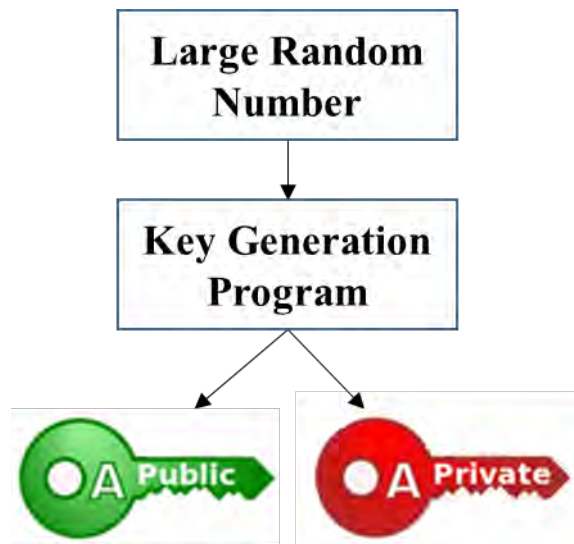 Large Random
Number
Key Generation
Program
A Public
A Private